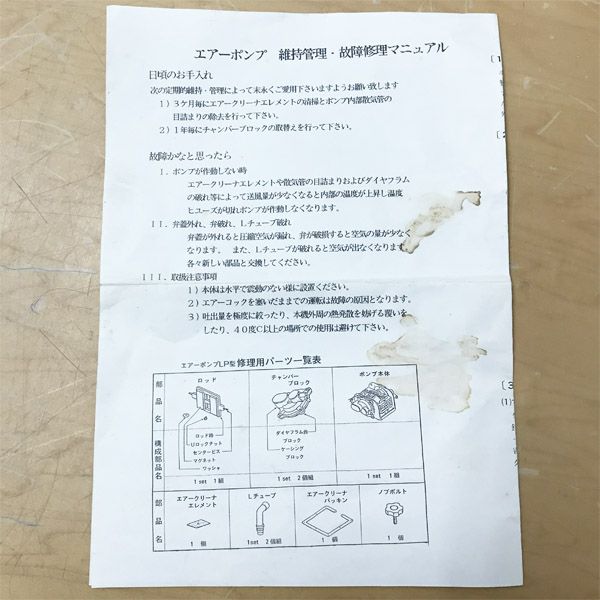 エアーポンプ 維持管理・故障修理マニュアル
日頃のお手入れ
次の定期的維持・管理によって末永くご愛用下さいますようお願い致します
1)3ケ月毎にエアークリーナエレメントの清掃とポンプ内部散気管の
目詰まりの除去を行って下さい。
2)1年毎にチャンバーブロックの取替えを行って下さい。
故障かなと思ったら
I.ポンプが作動しない時
エアークリーナエレメントや散気管の目詰まりおよびダイヤフラム
の破れ等によって送風量が少なくなると内部の温度が上昇し温度
ヒューズが切れポンプが作動しなくなります。
II.弁蓋外れ、弁破れ、Lチューブ破れ
弁蓋が外れると圧縮空気が漏れ、弁が破損すると空気の量が少なく
なります。 また、Lチューブが破れると空気が出なくなります。
各々新しい部品と交換してください。
III.取扱注意事項
1)本体は水平で震動のない様に設置ください。
2)エアーコックを塞いだままでの運転は故障の原因となります。
3)吐出量を極度に絞ったり、本機外周の熱発散を妨げる覆いを
したり、40度C以上の場所での使用は避けて下さい。
エアーポンプLP型 修理用パーツ一覧表
部品名
ロッド
チャンバーブロック
ポンプ本体
構成部品名
ロッド
Uロックナット
センタービス
マグネット
ワッシャ
ダイヤフラム
ブロック
ケーシング
ブロック
1set 1組
1set 2個組
1set 1組
部品名
エアークリーナエレメント
Lチューブ
エアークリーナパッキン
ノブボルト
1 個
1set 2個組
1個
1個
[1
[2
[3
(1)